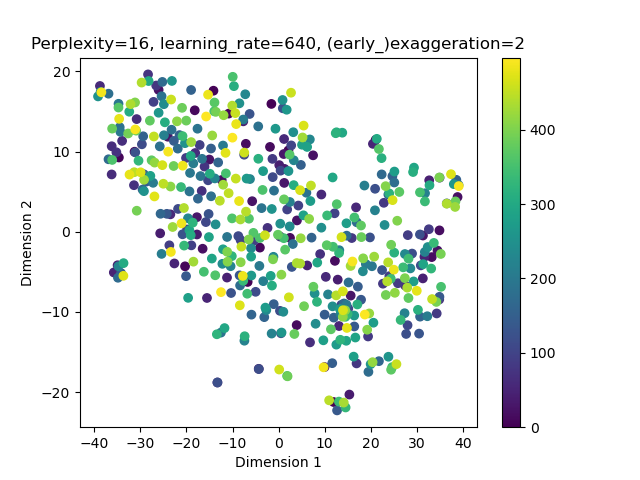 Perplexity=16, learning_rate=640, (early_)exaggeration=2
20
10
0
−10
−20
Dimension 2
−40 −30 −20 −10 0 10 20 30 40
Dimension 1
400
300
200
100
0